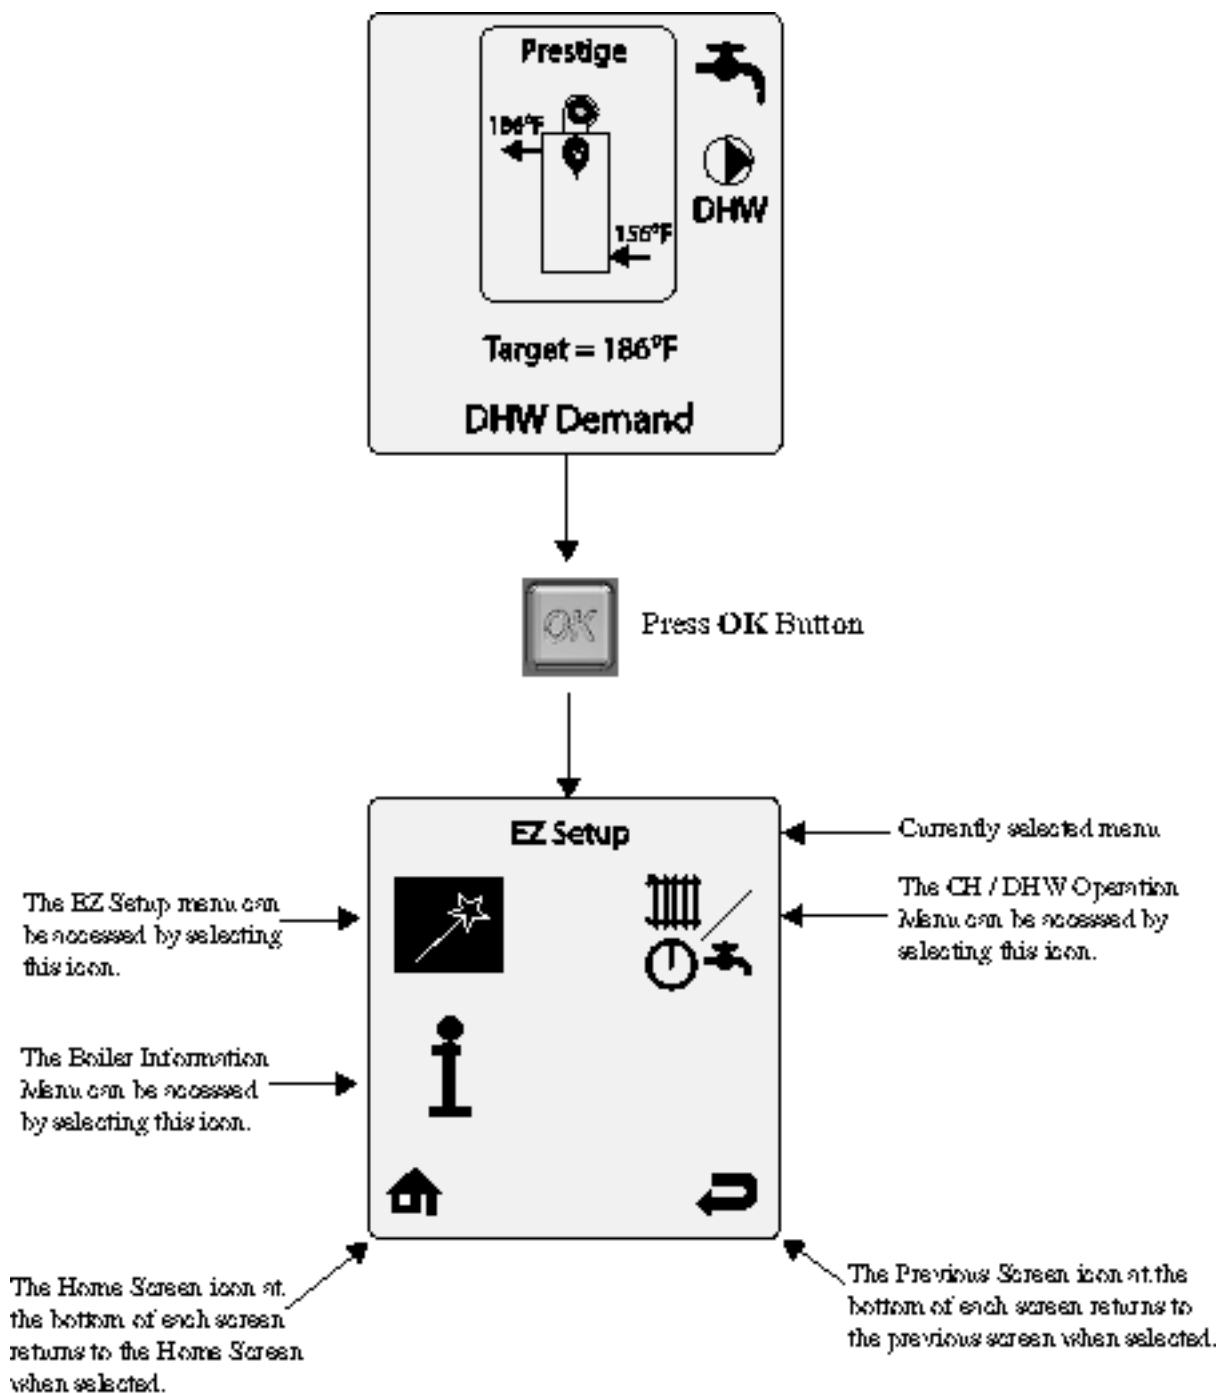 Prestige
186°F
156°F
DHW
Target = 186°F
DHW Demand
OK
Press OK Button
EZ Setup
Currently selected menu
The EZ Setup menu can
be accessed by selecting
this icon.
The CH / DHW Operation
Menu can be accessed by
selecting this icon.
The Boiler Information
Menu can be accessed
by selecting this icon.
The Home Screen icon at
the bottom of each screen
returns to the Home Screen
when selected.
The Previous Screen icon at the
bottom of each screen returns to
the previous screen when selected.